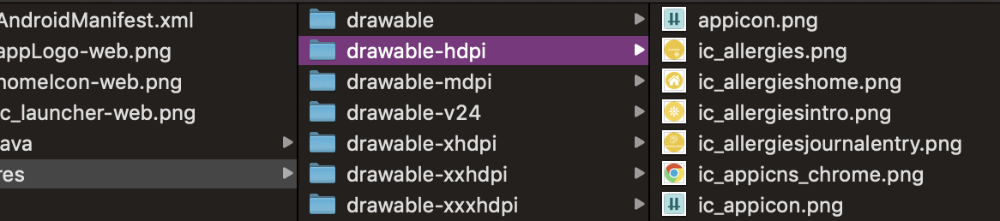 AndroidManifest.xml
appLogo-web.png
homeIcon-web.png
ic_launcher-web.png
java
res
drawable
drawable-hdpi
drawable-mdpi
drawable-v24
drawable-xhdpi
drawable-xxhdpi
drawable-xxxhdpi
appicon.png
ic_allergies.png
ic_allergieshome.png
ic_allergiesintro.png
ic_allergiesjournalentry.png
ic_appicns_chrome.png
ic_appicon.png